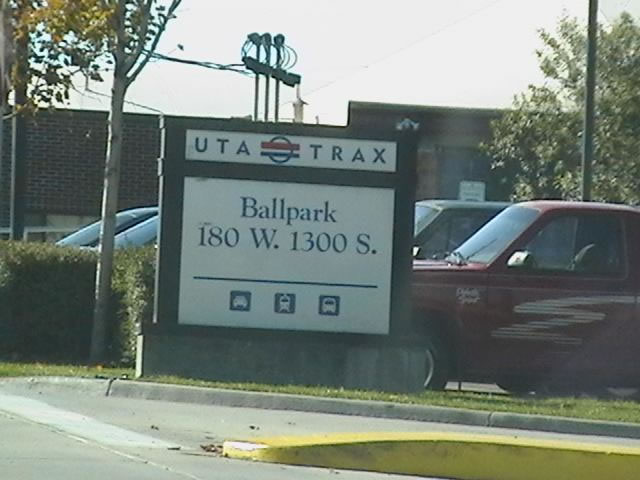 UTA TRAX
Ballpark
180 W. 1300 S.